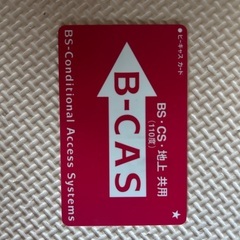 ●ビーキャス カード
BS・CS・地上 共用
(110度)
B-CAS
BS-Conditional Access Systems